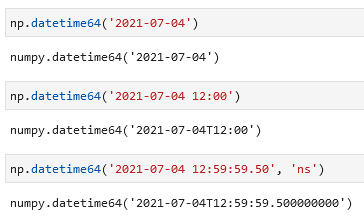 np.datetime64('2021-07-04')
numpy.datetime64('2021-07-04')
np.datetime64('2021-07-04 12:00')
numpy.datetime64('2021-07-04T12:00')
np.datetime64('2021-07-04 12:59:59.50', 'ns')
numpy.datetime64('2021-07-04T12:59:59.500000000')